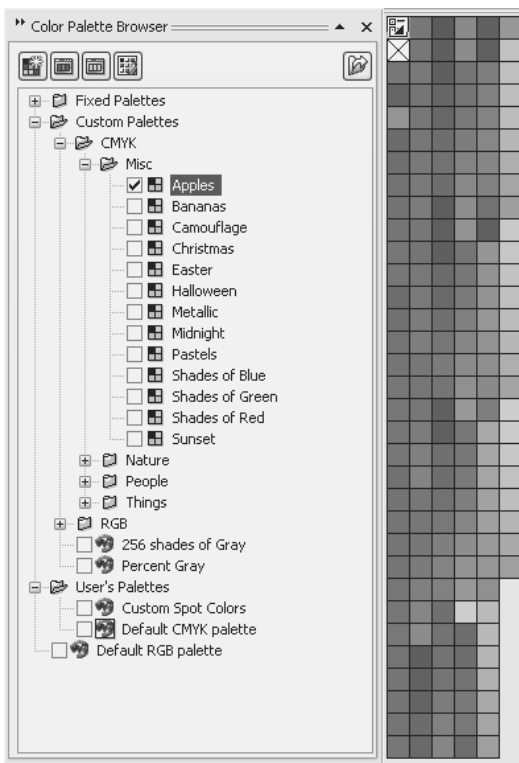 Color Palette Browser
Fixed Palettes
Custom Palettes
CMYK
Misc
Apples
Bananas
Camouflage
Christmas
Easter
Halloween
Metallic
Midnight
Pastels
Shades of Blue
Shades of Green
Shades of Red
Sunset
Nature
People
Things
RGB
256 shades of Gray
Percent Gray
User's Palettes
Custom Spot Colors
Default CMYK palette
Default RGB palette